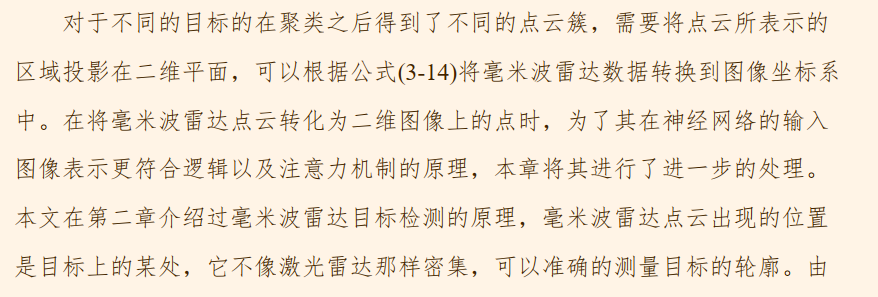 对于不同的目标的在聚类之后得到了不同的点云簇，需要将点云所表示的
区域投影在二维平面，可以根据公式(3-14)将毫米波雷达数据转换到图像坐标系
中。在将毫米波雷达点云转化为二维图像上的点时，为了其在神经网络的输入
图像表示更符合逻辑以及注意力机制的原理，本章将其进行了进一步的处理。
本文在第二章介绍过毫米波雷达目标检测的原理，毫米波雷达点云出现的位置
是目标上的某处，它不像激光雷达那样密集，可以准确的测量目标的轮廓。由